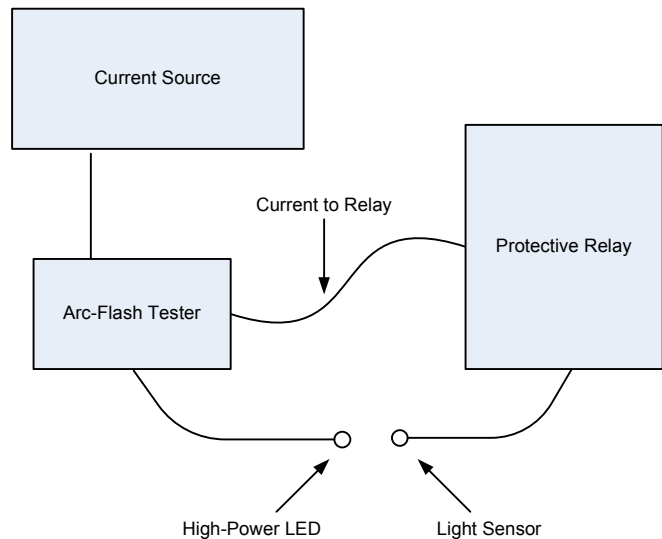 Current Source
Current to Relay
Protective Relay
Arc-Flash Tester
High-Power LED
Light Sensor